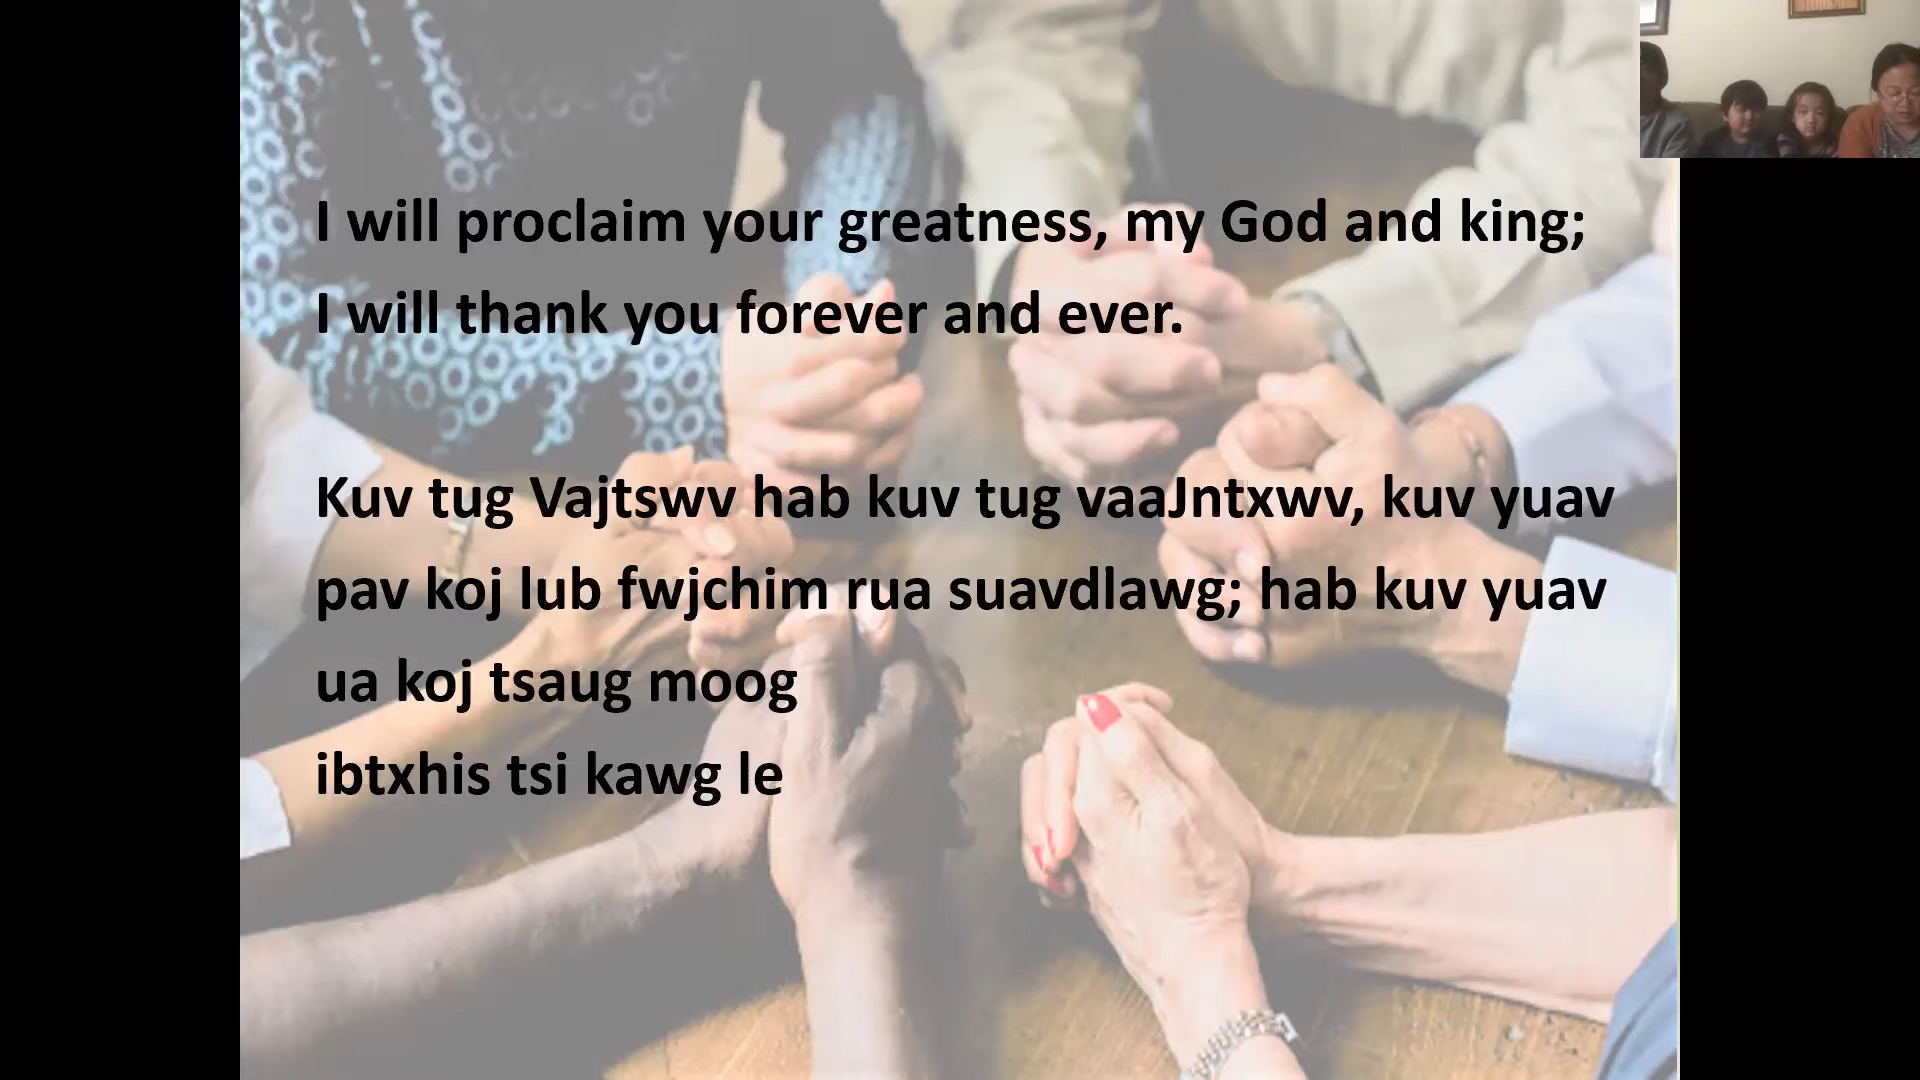 I will proclaim your greatness, my God and king;
I will thank you forever and ever.
Kuv tug Vajtswv hab kuv tug vaaJntxwv, kuv yuav
pav koj lub fwjchim rua suavdlawg; hab kuv yuav
ua koj tsaug moog
ibtxhis tsi kawg le